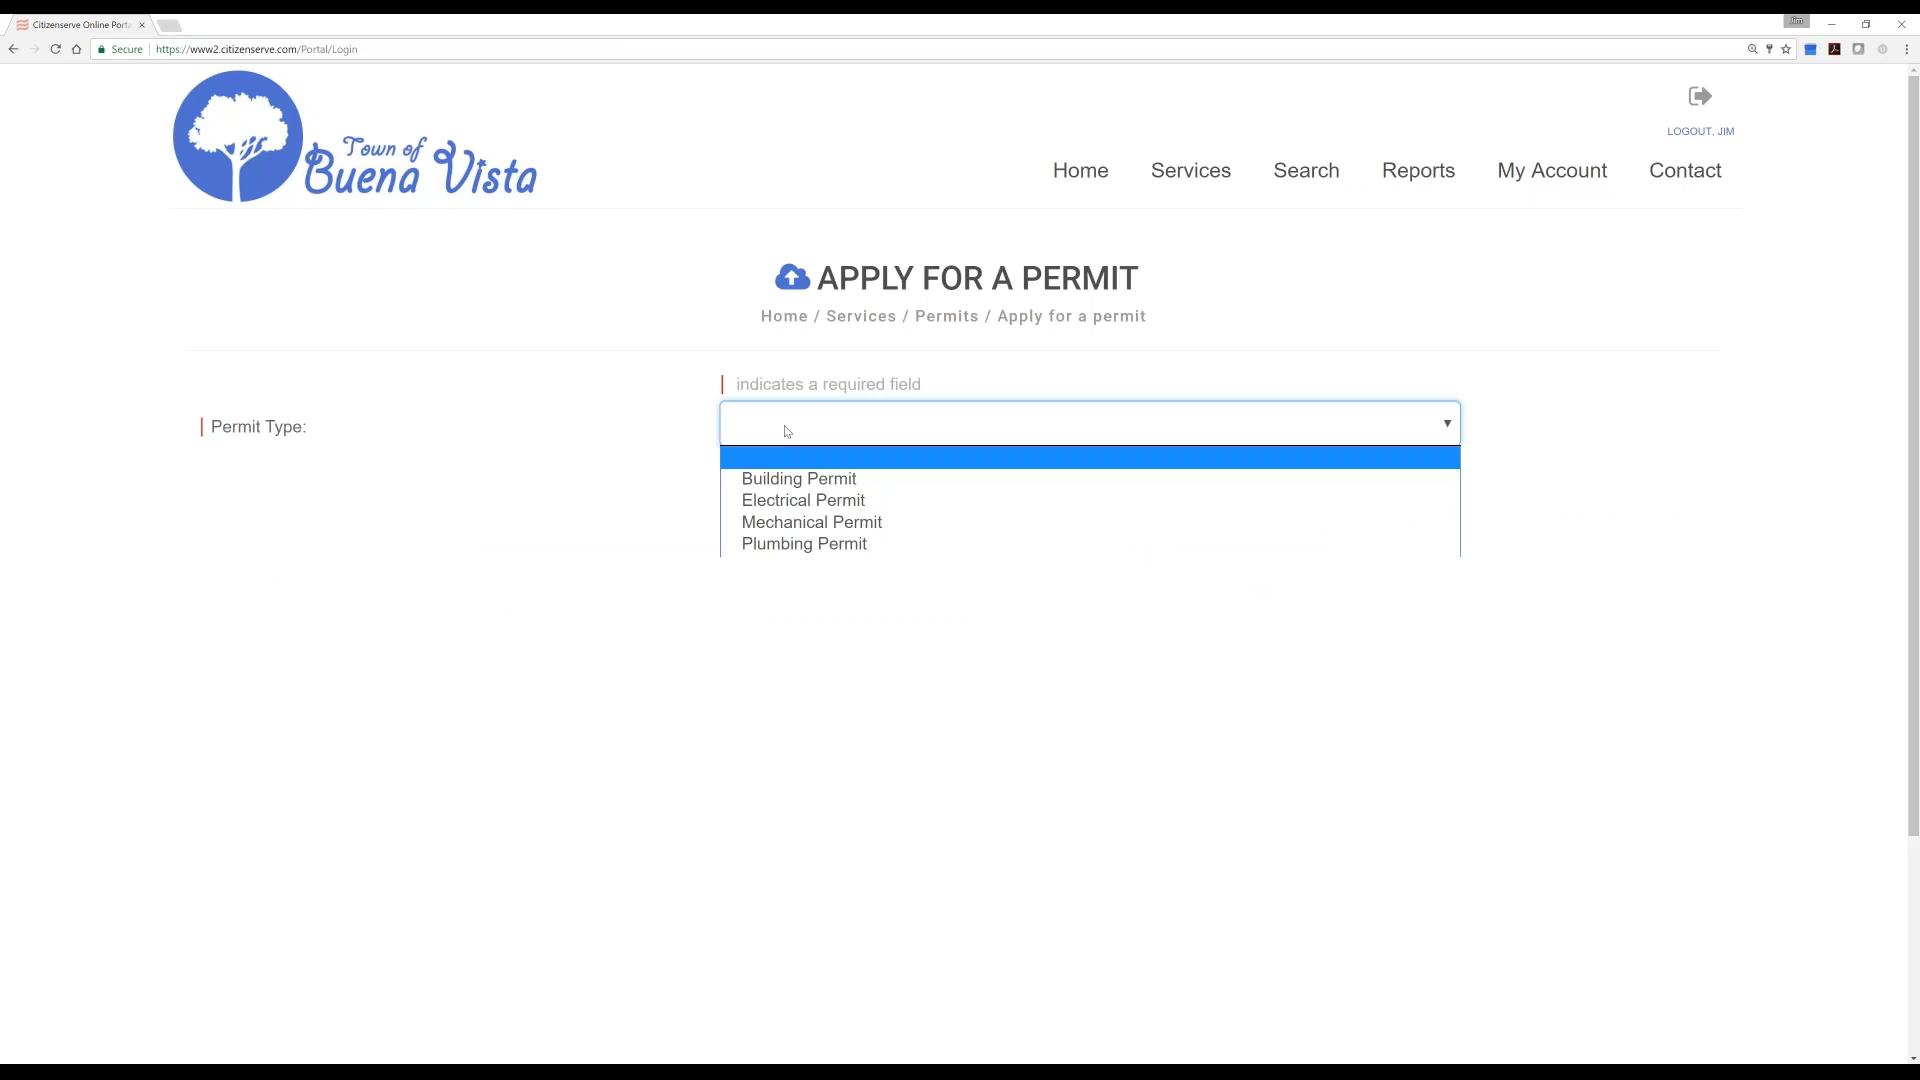 Citizenserve Online Porta
Jim
Secure
https://www2.citizenserve.com/Portal/Login
LOGOUT, JIM
Town of
Buena Vista
Home Services Search Reports My Account Contact
APPLY FOR A PERMIT
Home / Services / Permits / Apply for a permit
indicates a required field
Permit Type:
Building Permit
Electrical Permit
Mechanical Permit
Plumbing Permit